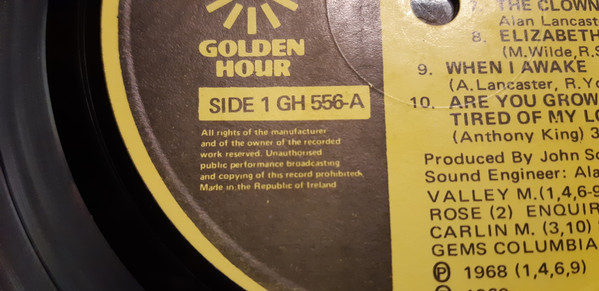 GOLDEN
HOUR
SIDE 1 GH 556-A
All rights of the manufacturer
and of the owner of the recorded
work reserved. Unauthorised
public performance broadcasting
and copying of this record prohibited.
Made in the Republic of Ireland
7. THE CLOWN
Alan Lancast
8. ELIZABETH
(M.Wilde,R.S
9. WHEN I AWAKE
(A. Lancaster, R. Yo
10. ARE YOU GROW
TIRED OF MY LO
(Anthony King) 3
Produced By John Sc
Sound Engineer: Ala
VALLEY M.(1,4,6-9
ROSE (2) ENQUIR
CARLIN M. (3,10)
GEMS COLUMBIA
℗ 1968 (1,4,6,9)